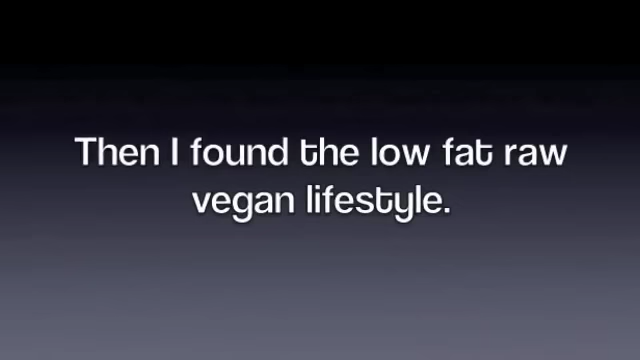 Then I found the low fat raw
vegan lifestyle.